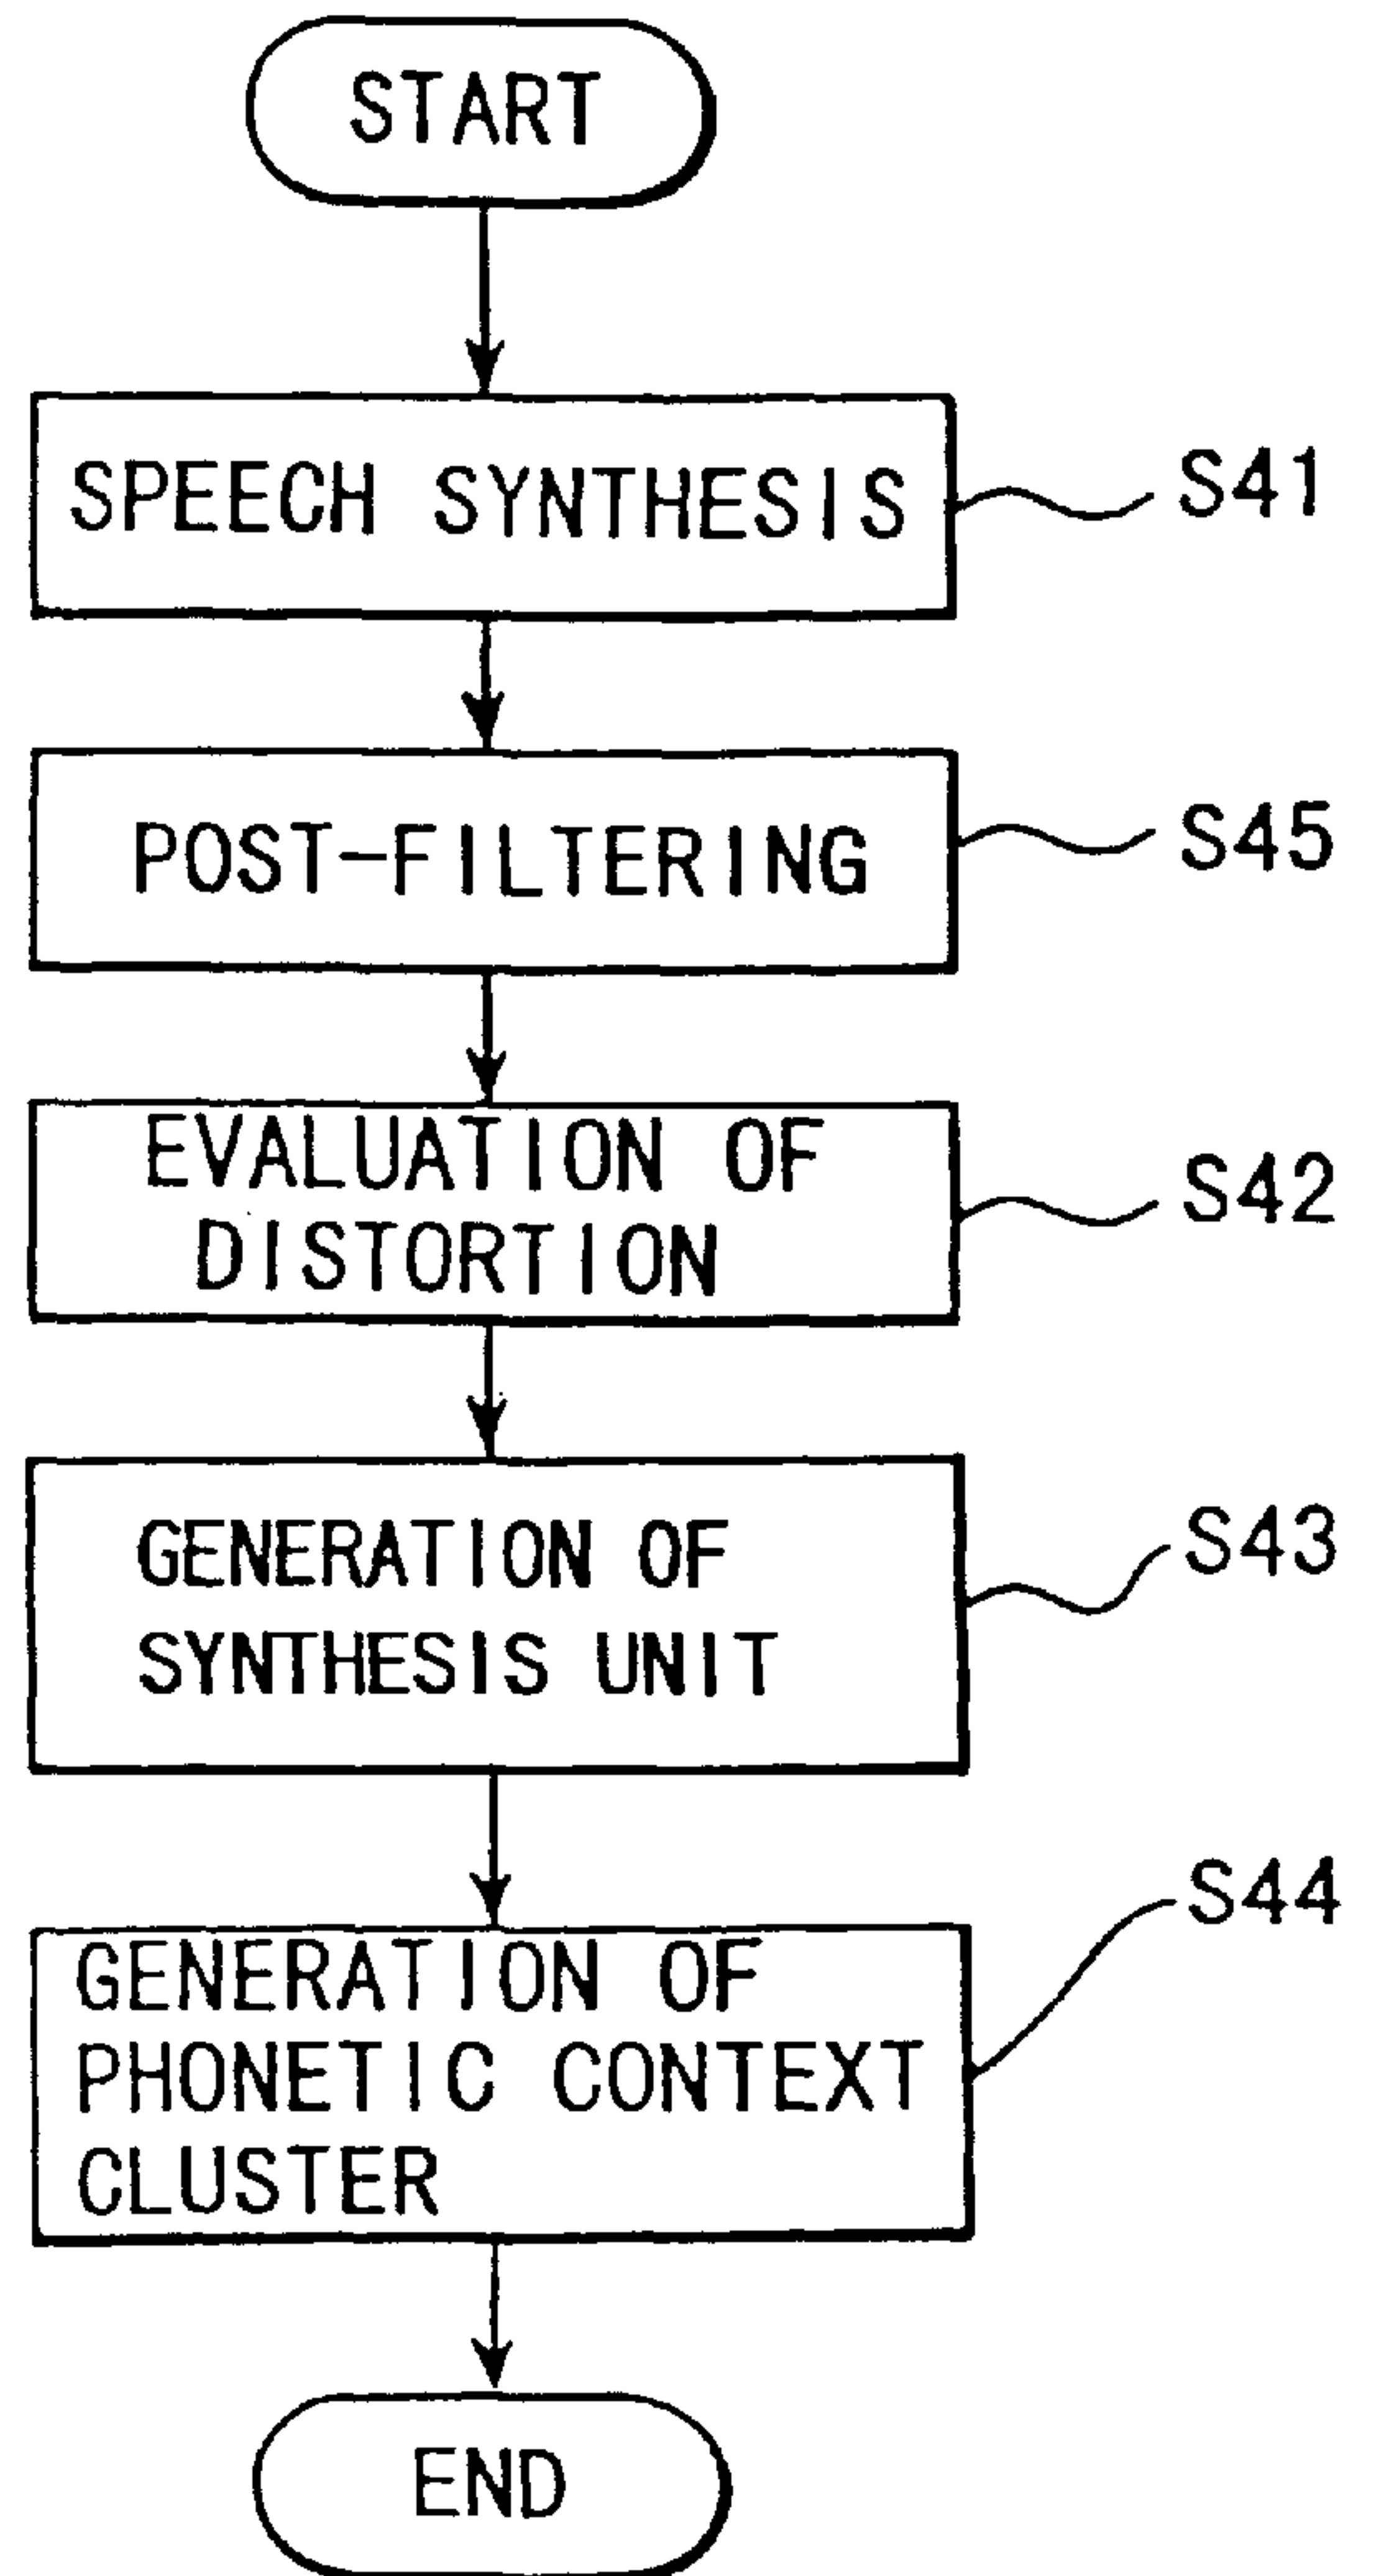 START
SPEECH SYNTHESIS
S41
POST-FILTERING
S45
EVALUATION OF
DISTORTION
S42
GENERATION OF
SYNTHESIS UNIT
S43
GENERATION OF
PHONETIC CONTEXT
CLUSTER
S44
END